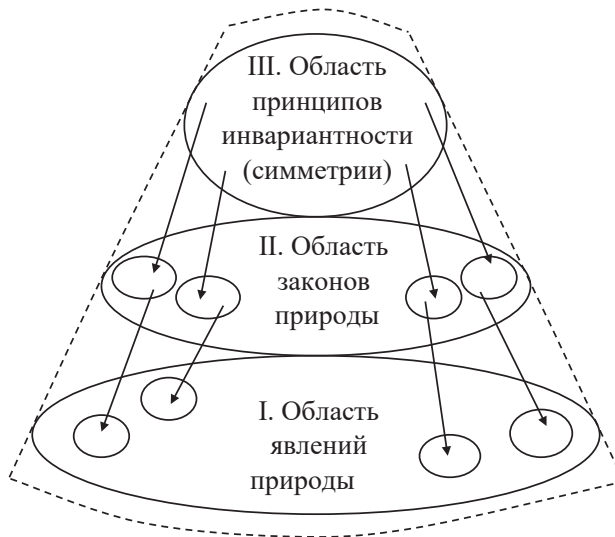 III. Область
принципов
инвариантности
(симметрии)
II. Область
законов
природы
I. Область
явлений
природы